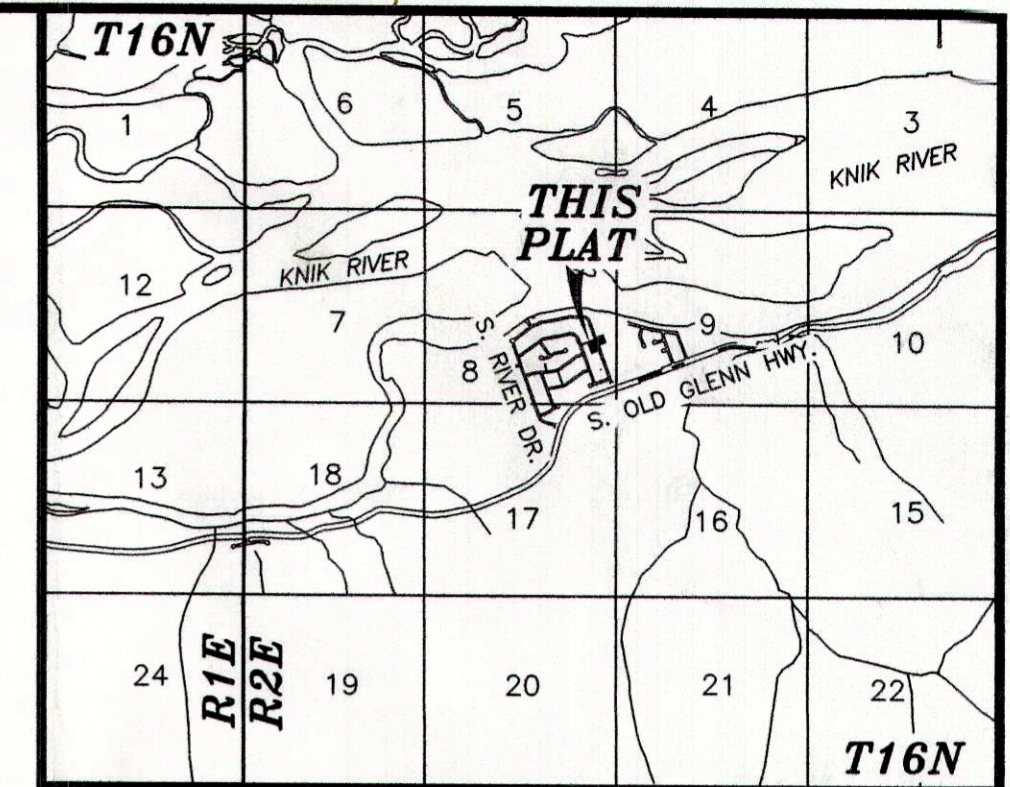 T16N
1
6
5
4
3
KNIK RIVER
THIS
PLAT
12
KNIK RIVER
7
S. RIVER DR.
8
9
10
S. OLD GLENN HWY.
13
18
17
16
15
24
R1E
R2E
19
20
21
22
T16N